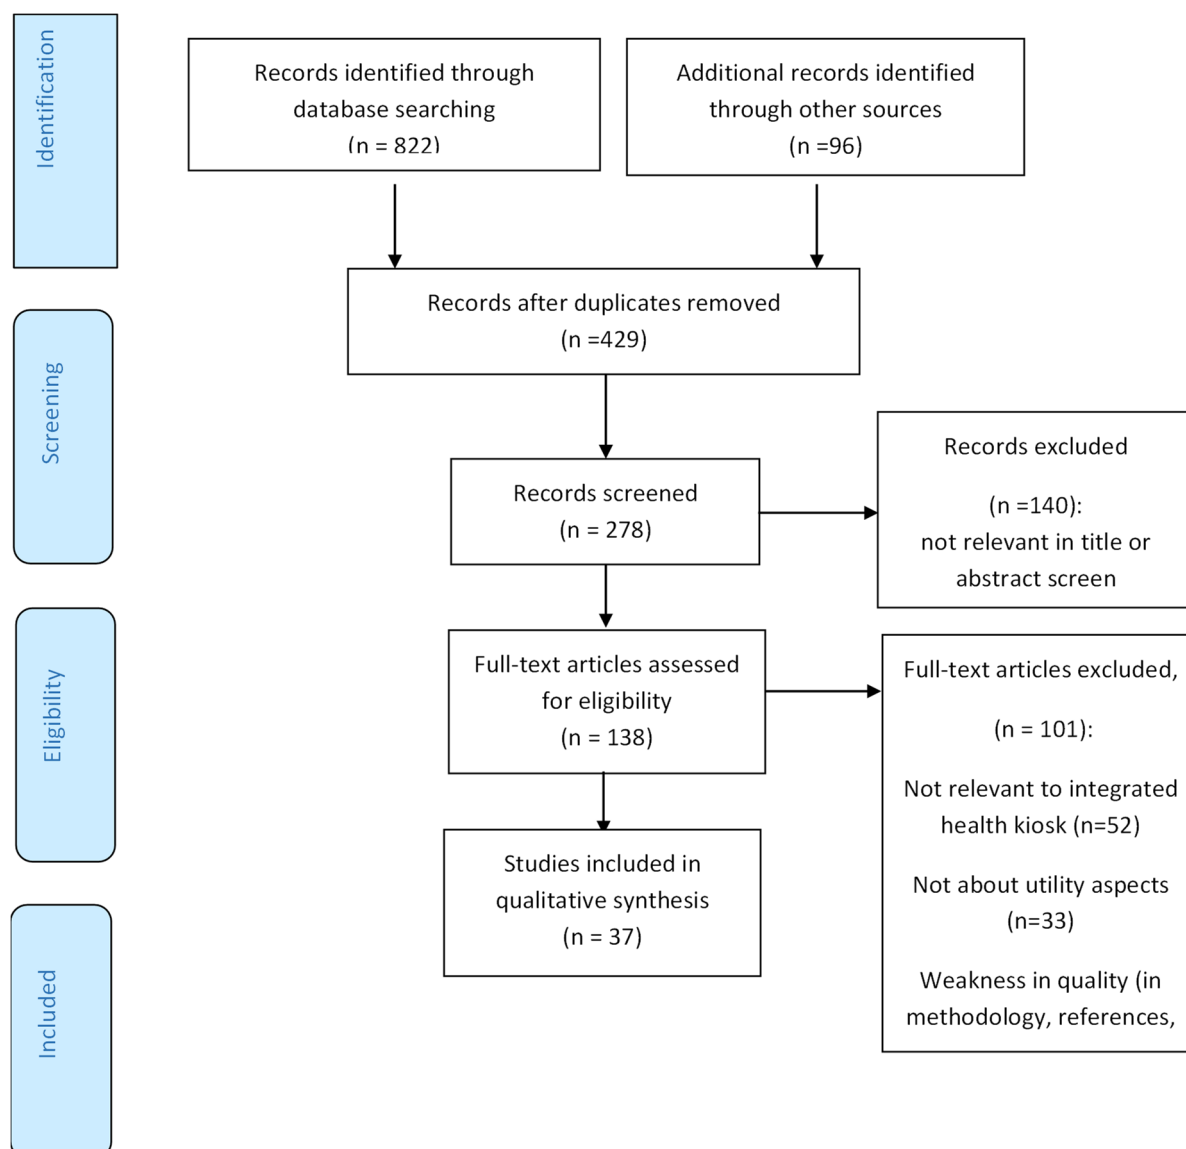 Identification
Records identified through
database searching
(n = 822)
Additional records identified
through other sources
(n =96)
Records after duplicates removed
(n =429)
Screening
Records screened
(n = 278)
Records excluded
(n =140):
not relevant in title or
abstract screen
Eligibility
Full-text articles assessed
for eligibility
(n = 138)
Full-text articles excluded,
(n = 101):
Not relevant to integrated
health kiosk (n=52)
Not about utility aspects
(n=33)
Weakness in quality (in
methodology, references,
Included
Studies included in
qualitative synthesis
(n = 37)